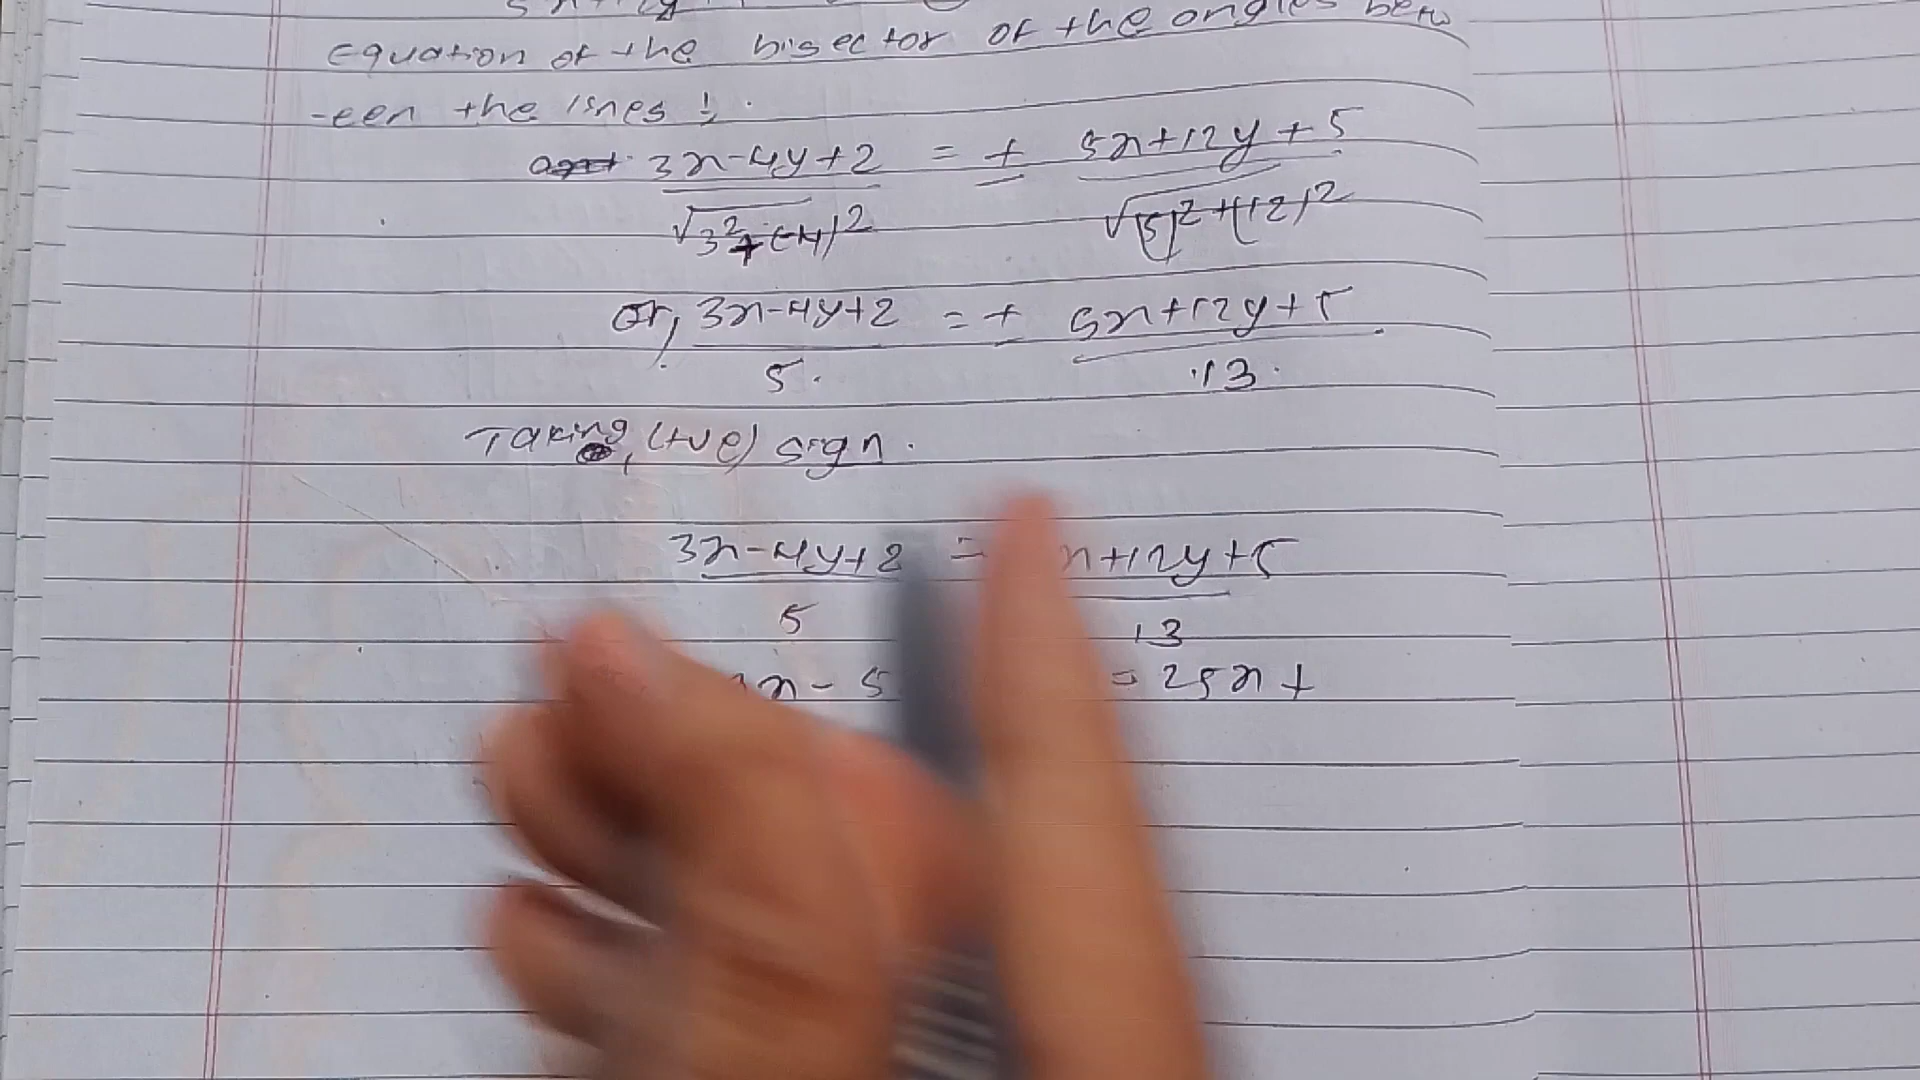 Equation of the bisector of the angles betw
-een the lines :
3x-4y+2 = ± 5x+12y+5
√3²+(-4)² √(5)²+(12)²
or, 3x-4y+2 = ± 5x+12y+5
5. 13.
Taking, (+ve) sign.
3x-4y+2 = x+12y+5
5 13
x- 5 = 25x+